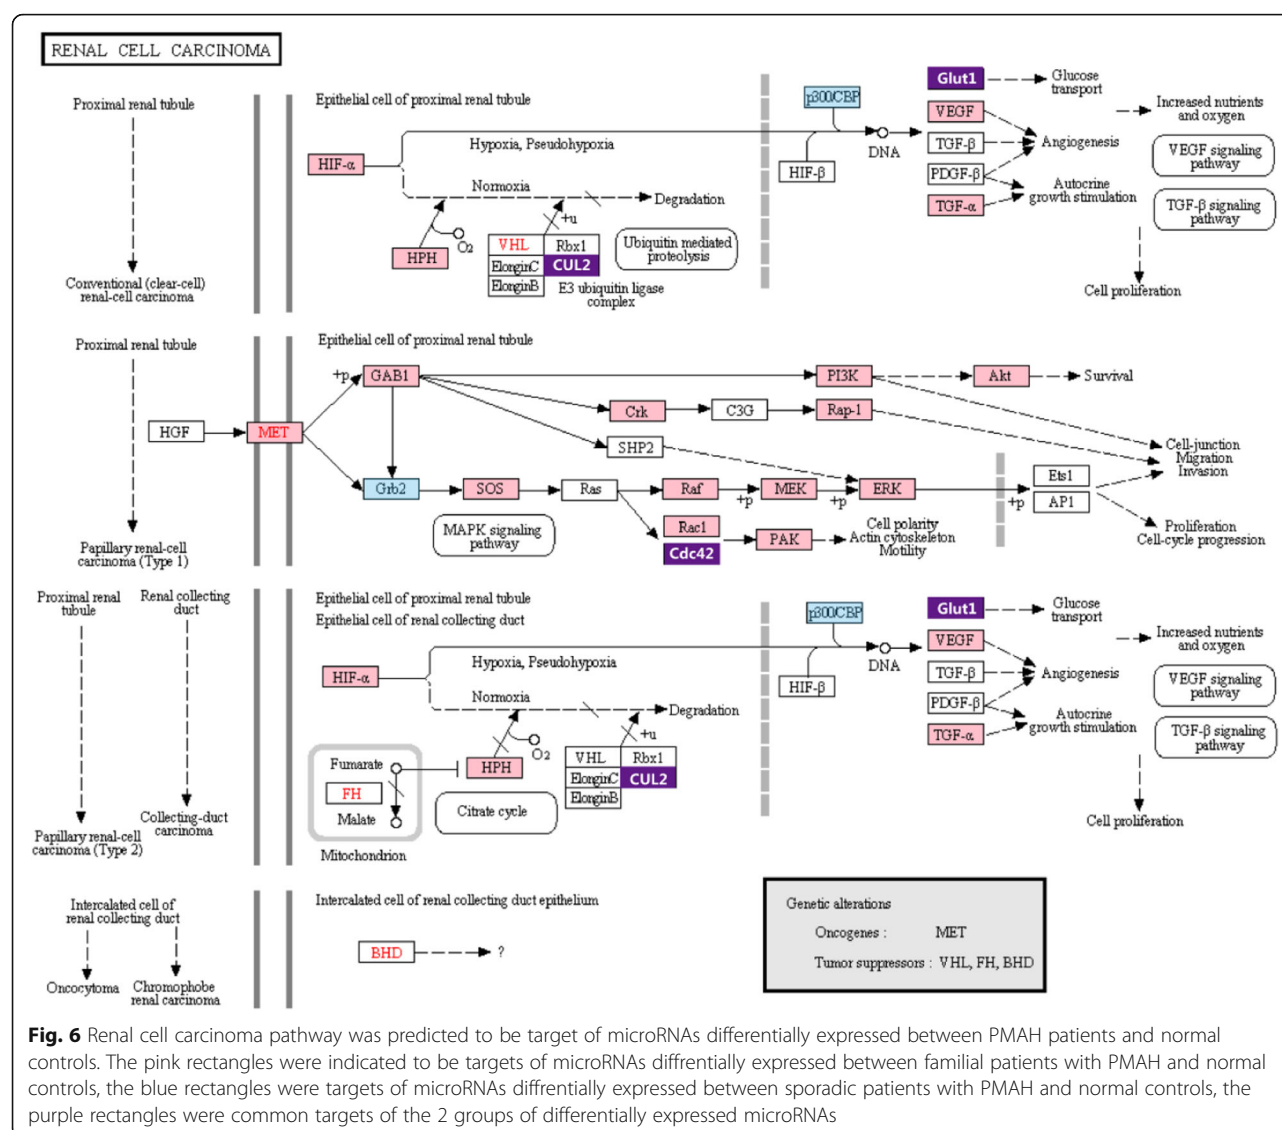 RENAL CELL CARCINOMA
Proximal renal tubule
Conventional (clear-cell)
renal-cell carcinoma
Epithelial cell of proximal renal tubule
HIF-α
Hypoxia, Pseudohypoxia
Normoxia
Degradation
HPH
O2
+u
VHL
Rbx1
ElonginC
CUL2
ElonginB
E3 ubiquitin ligase
complex
Ubiquitin mediated
proteolysis
p300/CBP
HIF-β
DNA
Glut1
VEGF
TGF-β
PDGF-β
TGF-α
Glucose
transport
Angiogenesis
Autocrine
growth stimulation
Increased nutrients
and oxygen
VEGF signaling
pathway
TGF-β signaling
pathway
Cell proliferation
Proximal renal tubule
Papillary renal-cell
carcinoma (Type 1)
Epithelial cell of proximal renal tubule
HGF
MET
+p
GAB1
PI3K
Akt
Survival
Crk
C3G
Rap-1
SHP2
Cell-junction
Migration
Invasion
Grb2
SOS
Ras
Raf
+p
MEK
+p
ERK
+p
Ets1
AP1
MAPK signaling
pathway
Rac1
Cdc42
PAK
Cell polarity
Actin cytoskeleton
Motility
Proliferation
Cell-cycle progression
Proximal renal
tubule
Renal collecting
duct
Papillary renal-cell
carcinoma (Type 2)
Collecting-duct
carcinoma
Epithelial cell of proximal renal tubule
Epithelial cell of renal collecting duct
HIF-α
Hypoxia, Pseudohypoxia
Normoxia
Degradation
O2
+u
HPH
Fumarate
FH
Malate
Mitochondrion
Citrate cycle
VHL
Rbx1
ElonginC
CUL2
ElonginB
p300/CBP
HIF-β
DNA
Glut1
VEGF
TGF-β
PDGF-β
TGF-α
Glucose
transport
Angiogenesis
Autocrine
growth stimulation
Increased nutrients
and oxygen
VEGF signaling
pathway
TGF-β signaling
pathway
Cell proliferation
Intercalated cell of
renal collecting duct
Oncocytoma
Chromophobe
renal carcinoma
Intercalated cell of renal collecting duct epithelium
BHD
?
Genetic alterations
Oncogenes : MET
Tumor suppressors : VHL, FH, BHD
Fig. 6 Renal cell carcinoma pathway was predicted to be target of microRNAs differentially expressed between PMAH patients and normal
controls. The pink rectangles were indicated to be targets of microRNAs diffrentially expressed between familial patients with PMAH and normal
controls, the blue rectangles were targets of microRNAs diffrentially expressed between sporadic patients with PMAH and normal controls, the
purple rectangles were common targets of the 2 groups of differentially expressed microRNAs